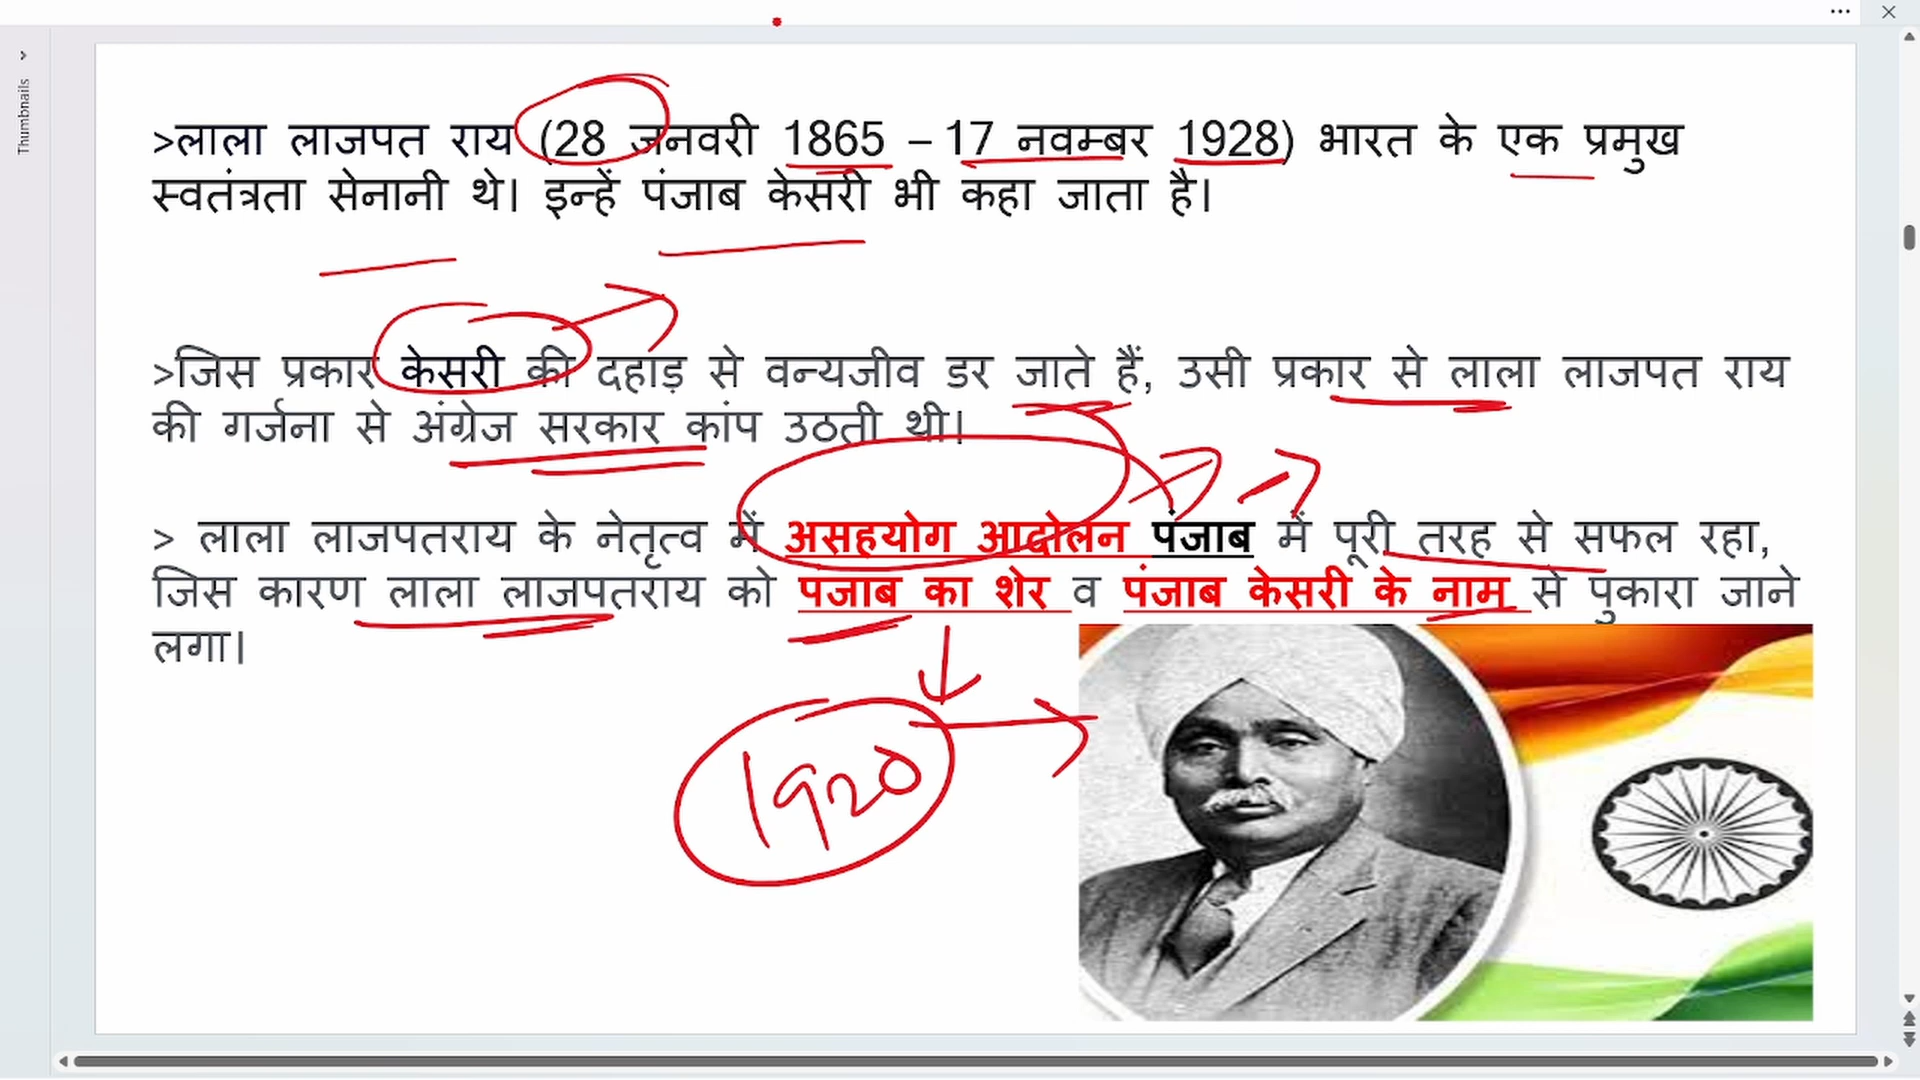 Thumbnails
>लाला लाजपत राय (28 जनवरी 1865 – 17 नवम्बर 1928) भारत के एक प्रमुख
स्वतंत्रता सेनानी थे। इन्हें पंजाब केसरी भी कहा जाता है।
>जिस प्रकार केसरी की दहाड़ से वन्यजीव डर जाते हैं, उसी प्रकार से लाला लाजपत राय
की गर्जना से अंग्रेज सरकार कांप उठती थी।
> लाला लाजपतराय के नेतृत्व में असहयोग आदोलन पंजाब में पूरी तरह से सफल रहा,
जिस कारण लाला लाजपतराय को पजाब का शेर व पंजाब केसरी के नाम से पुकारा जाने
लगा।
1920